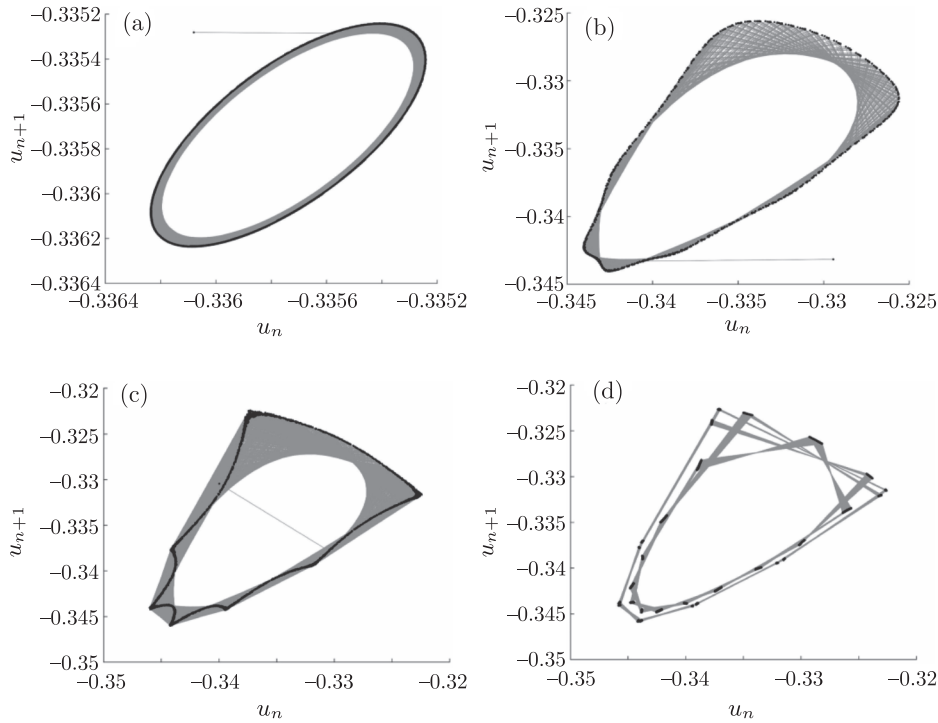 (a)
−0.3352
−0.3354
−0.3356
−0.3358
−0.336
−0.3362
−0.3364
u_{n+1}
−0.3364 −0.336 −0.3356 −0.3352
u_n
(b)
−0.325
−0.33
−0.335
−0.34
−0.345
u_{n+1}
−0.345 −0.34 −0.335 −0.33 −0.325
u_n
(c)
−0.32
−0.325
−0.33
−0.335
−0.34
−0.345
−0.35
u_{n+1}
−0.35 −0.34 −0.33 −0.32
u_n
(d)
−0.32
−0.325
−0.33
−0.335
−0.34
−0.345
−0.35
u_{n+1}
−0.35 −0.34 −0.33 −0.32
u_n